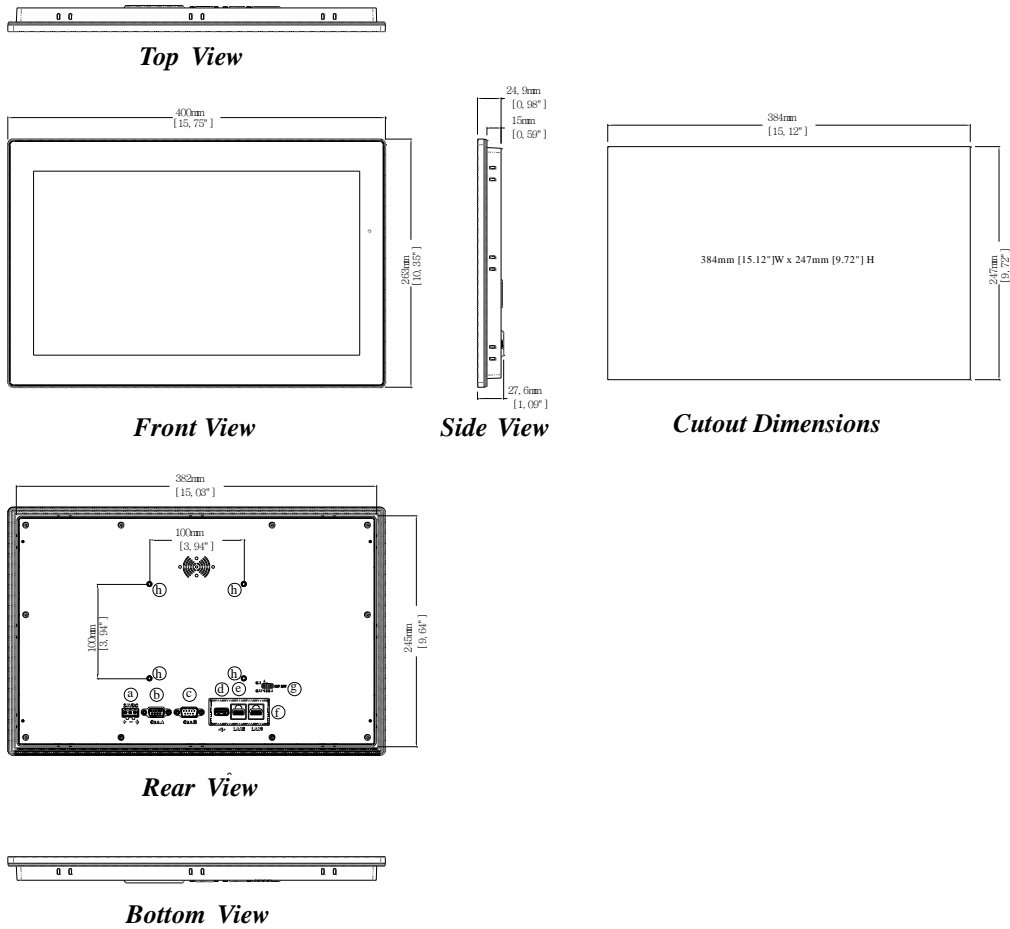 Top View
24,9mm
[0,98"]
15mm
[0,59"]
400mm
[15,75"]
384mm
[15,12"]
263mm
[10,35"]
384mm [15.12"]W x 247mm [9.72"] H
247mm
[9,72"]
27,6mm
[1,09"]
Front View
Side View
Cutout Dimensions
382mm
[15,03"]
100mm
[3,94"]
h
h
100mm
[3,94"]
245mm
[9,64"]
h
h
a
b
c
d
e
g
f
Com A
Com B
LAN2
LAN1
Rear View
Bottom View